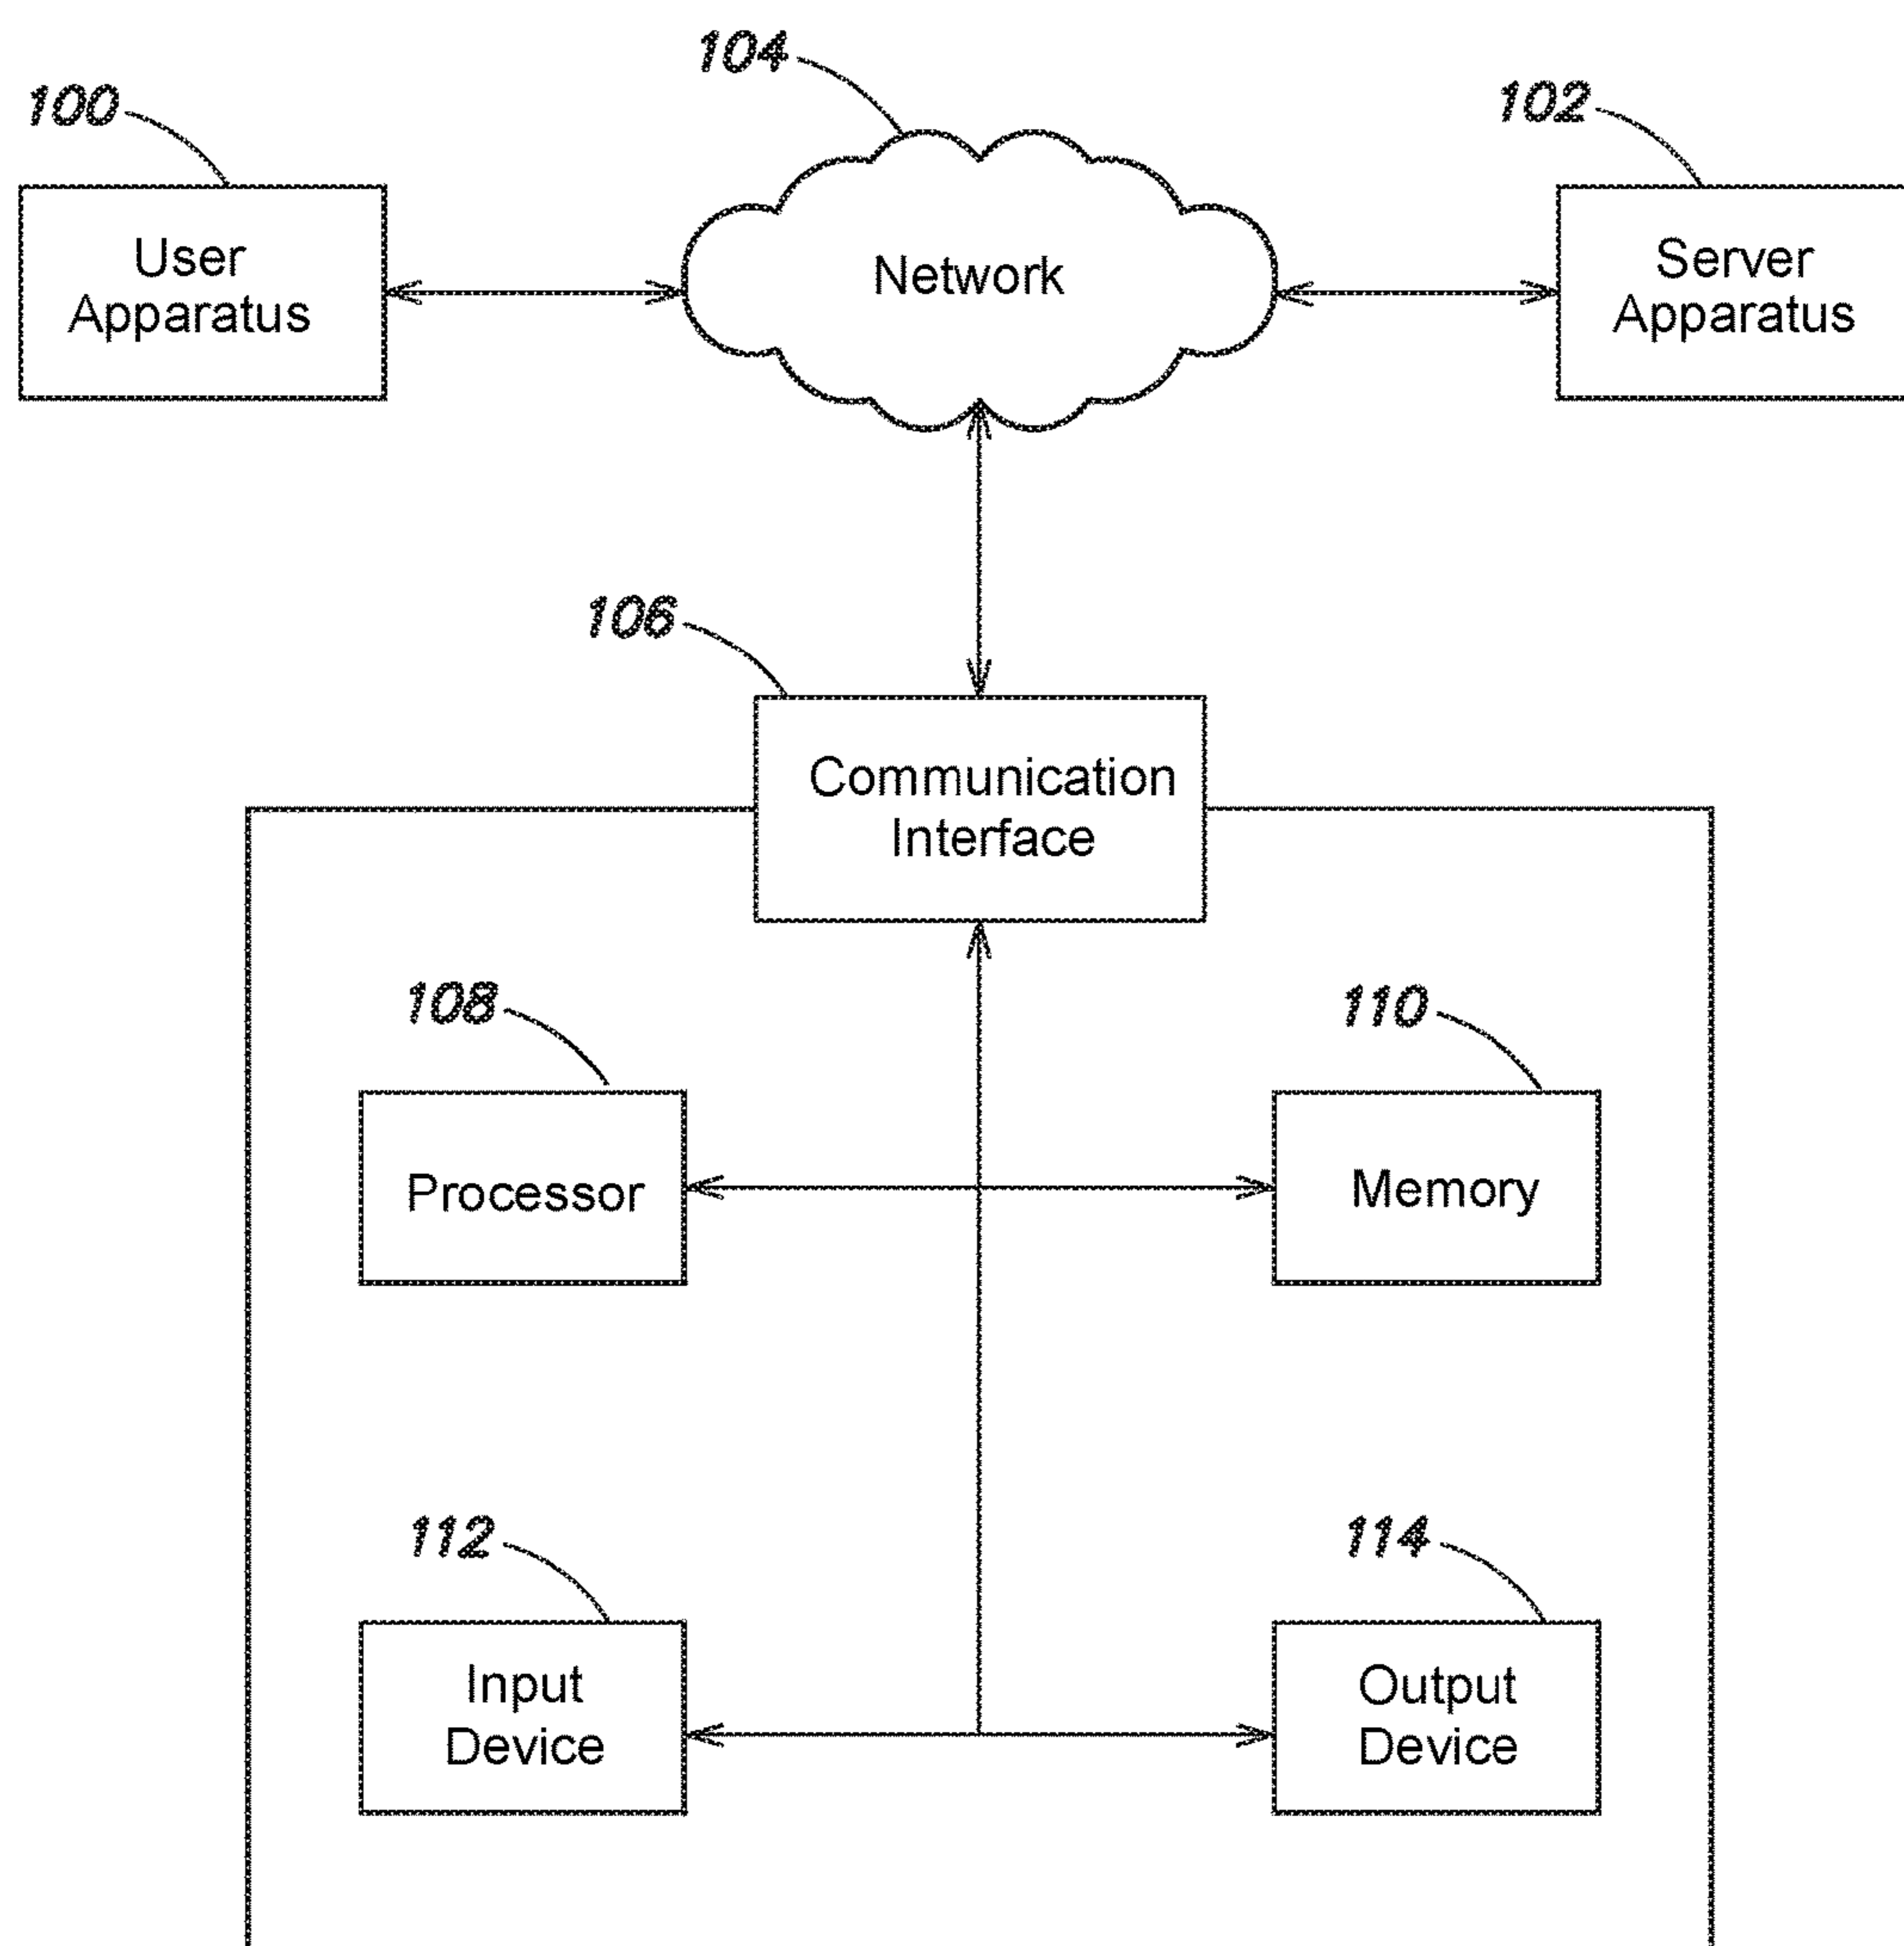 104
100
102
User
Apparatus
Network
Server
Apparatus
106
Communication
Interface
108
110
Processor
Memory
112
114
Input
Device
Output
Device